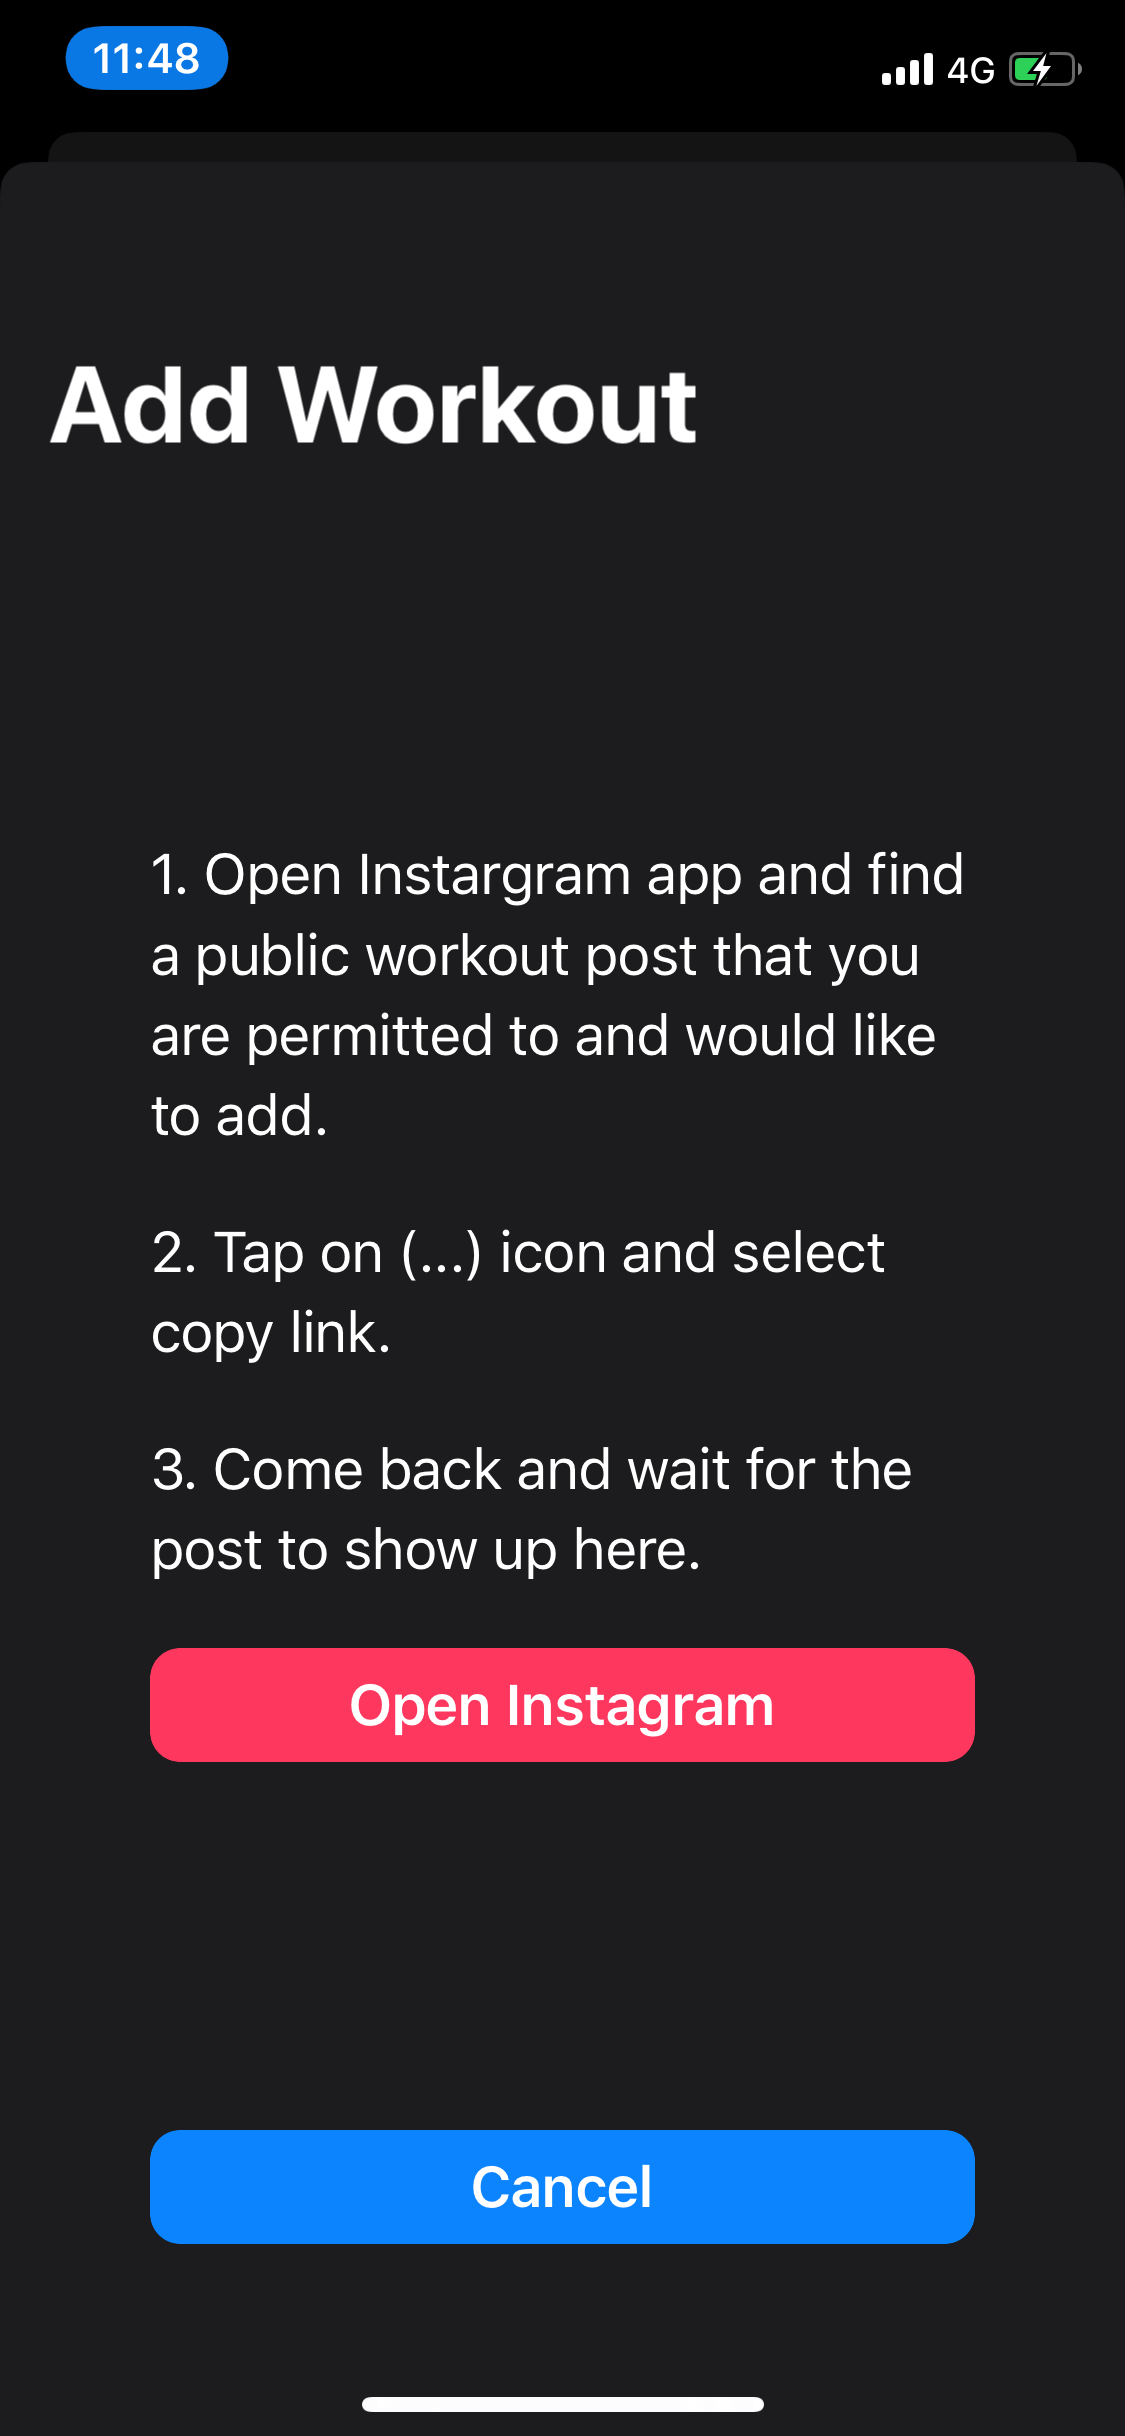 11:48
4G
Add Workout
1. Open Instargram app and find
a public workout post that you
are permitted to and would like
to add.
2. Tap on (...) icon and select
copy link.
3. Come back and wait for the
post to show up here.
Open Instagram
Cancel